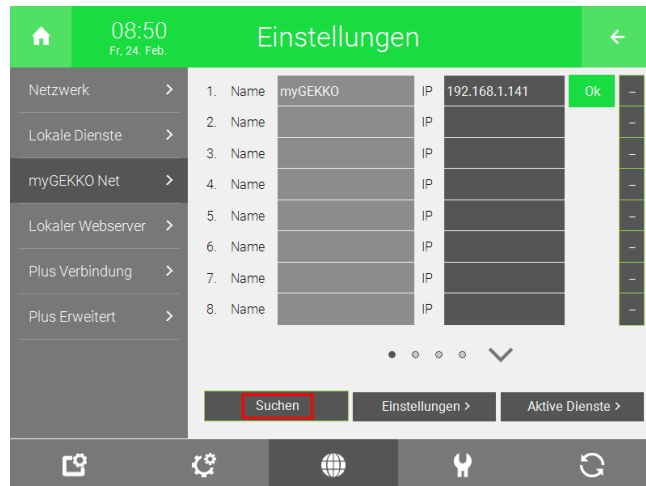 08:50
Fr, 24. Feb.
Einstellungen
Netzwerk >
Lokale Dienste >
myGEKKO Net >
Lokaler Webserver >
Plus Verbindung >
Plus Erweitert >
1. Name myGEKKO IP 192.168.1.141 Ok -
2. Name IP -
3. Name IP -
4. Name IP -
5. Name IP -
6. Name IP -
7. Name IP -
8. Name IP -
Suchen
Einstellungen >
Aktive Dienste >